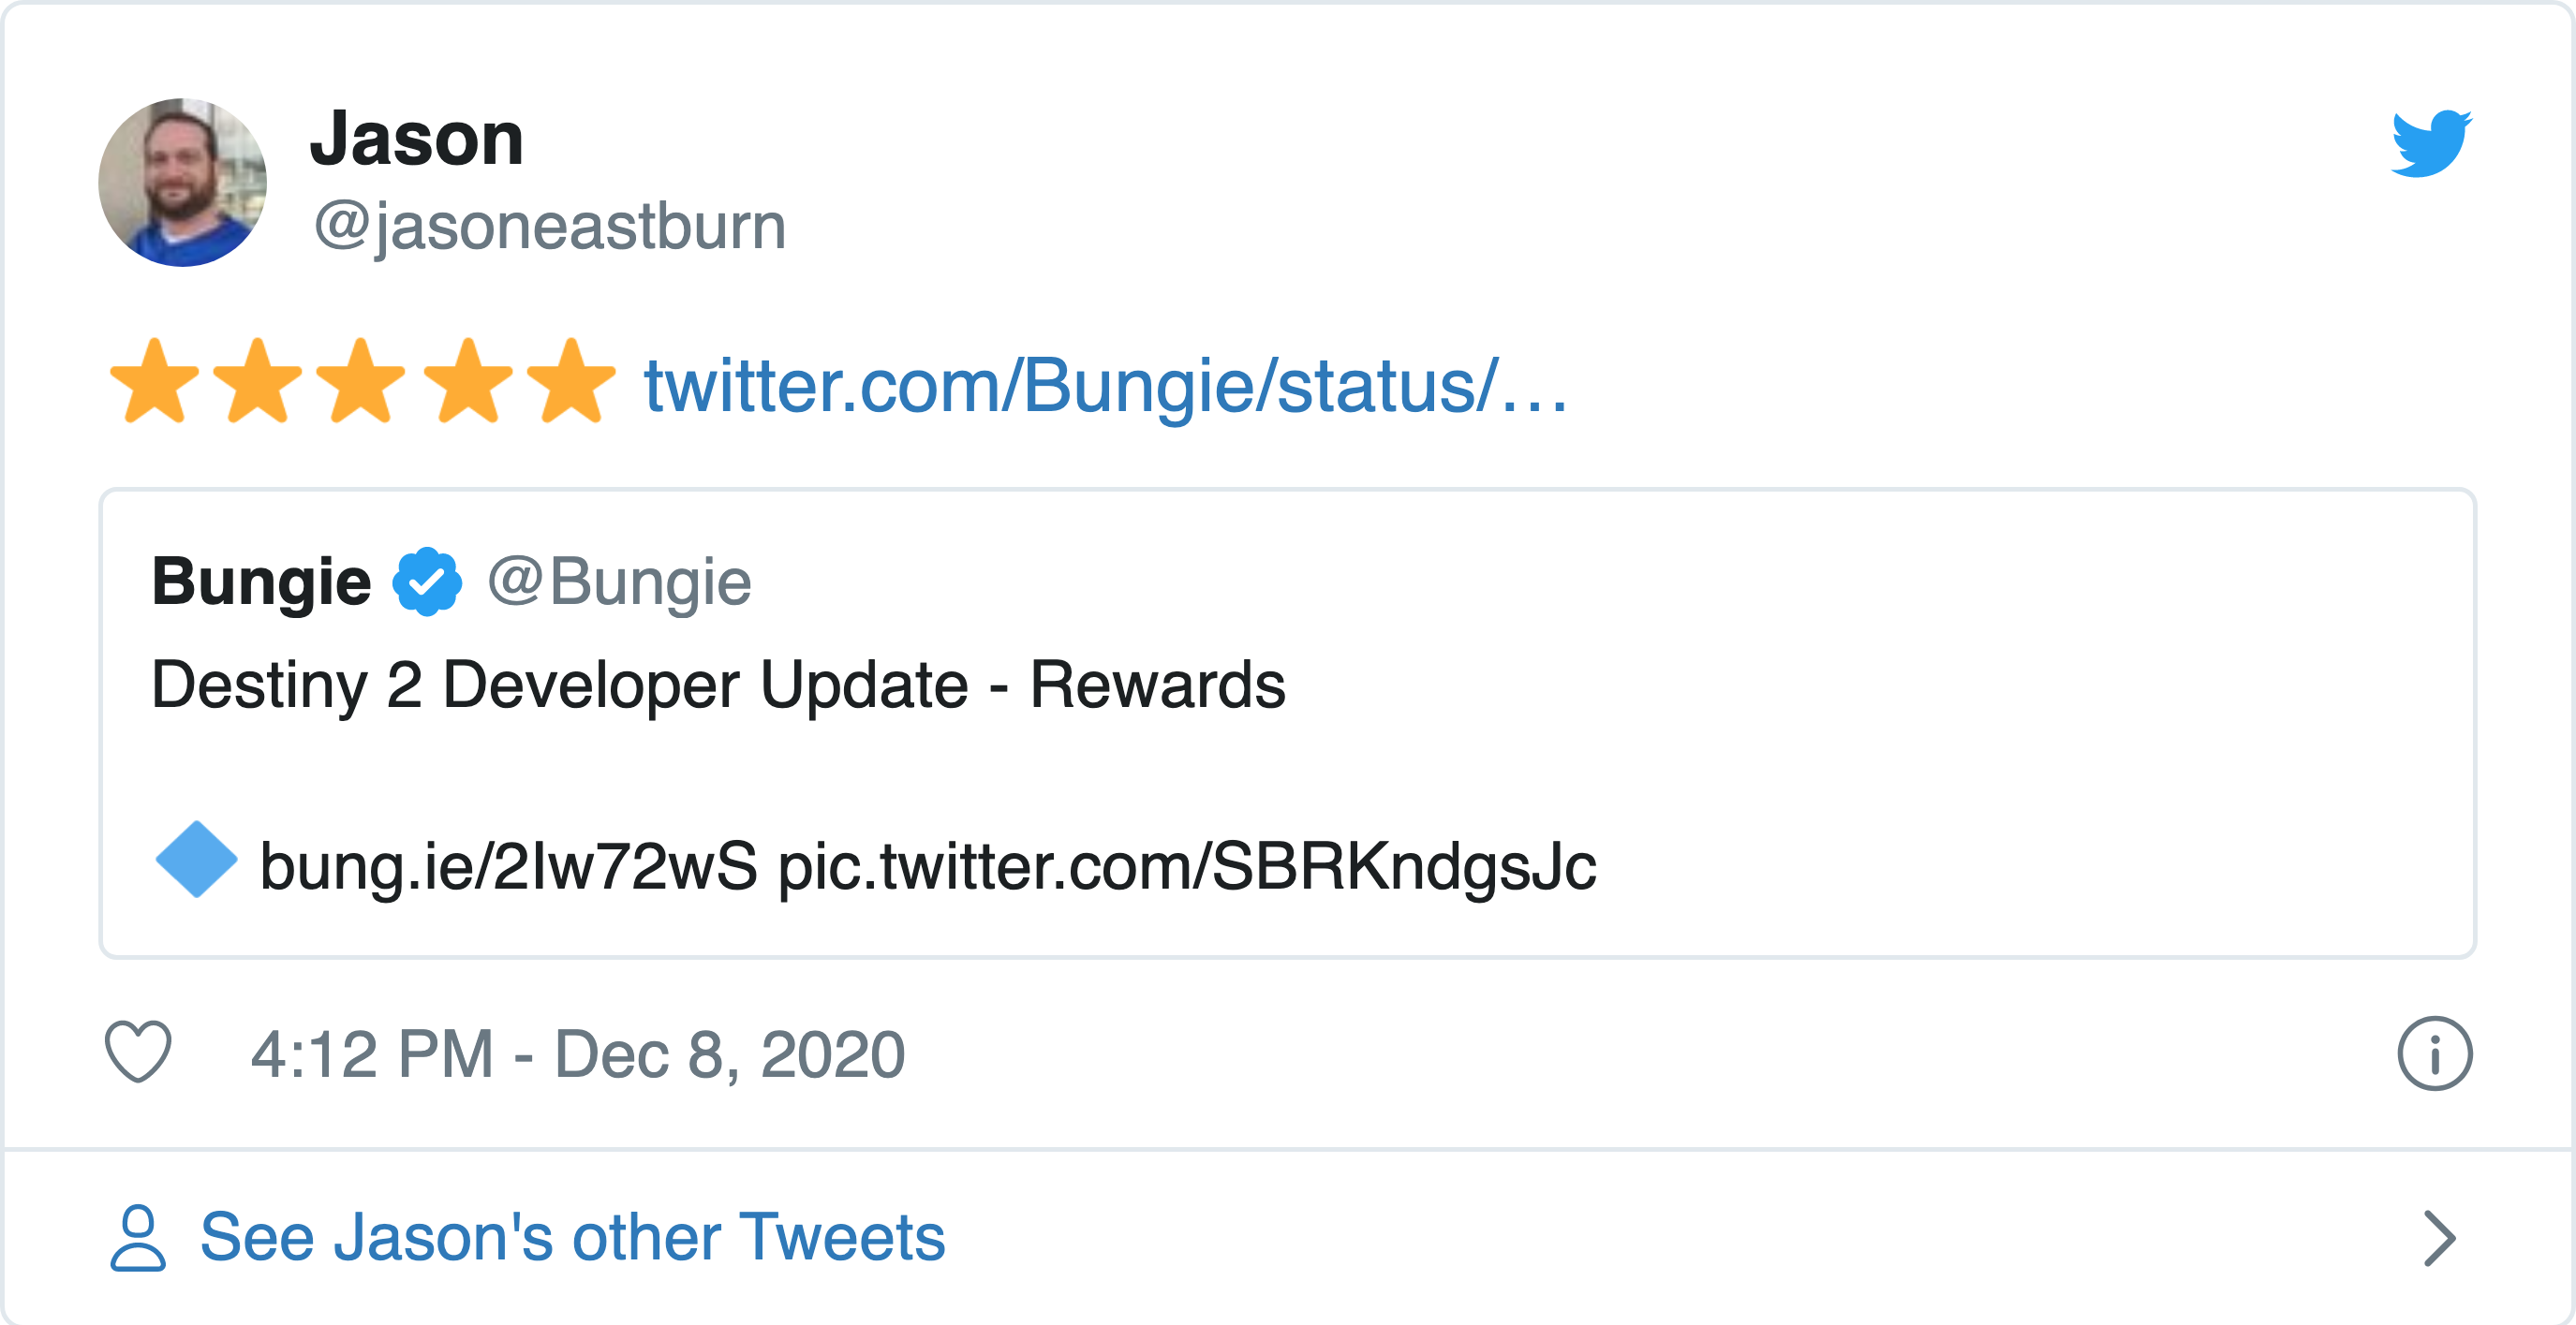 Jason
@jasoneastburn
⭐⭐⭐⭐⭐ twitter.com/Bungie/status/…
Bungie @Bungie
Destiny 2 Developer Update - Rewards
🔷 bung.ie/2Iw72wS pic.twitter.com/SBRKndgsJc
4:12 PM - Dec 8, 2020
See Jason's other Tweets